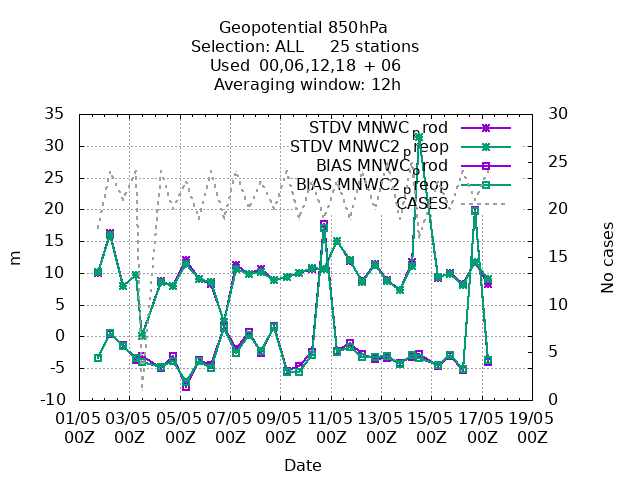 Geopotential 850hPa
Selection: ALL 25 stations
Used 00,06,12,18 + 06
Averaging window: 12h
35
30
25
20
15
10
5
0
-5
-10
m
30
25
20
15
10
5
0
No cases
STDV MNWC_prod
STDV MNWC2_preop
BIAS MNWC_prod
BIAS MNWC2_preop
CASES
01/05 03/05 05/05 07/05 09/05 11/05 13/05 15/05 17/05 19/05
00Z 00Z 00Z 00Z 00Z 00Z 00Z 00Z 00Z 00Z
Date